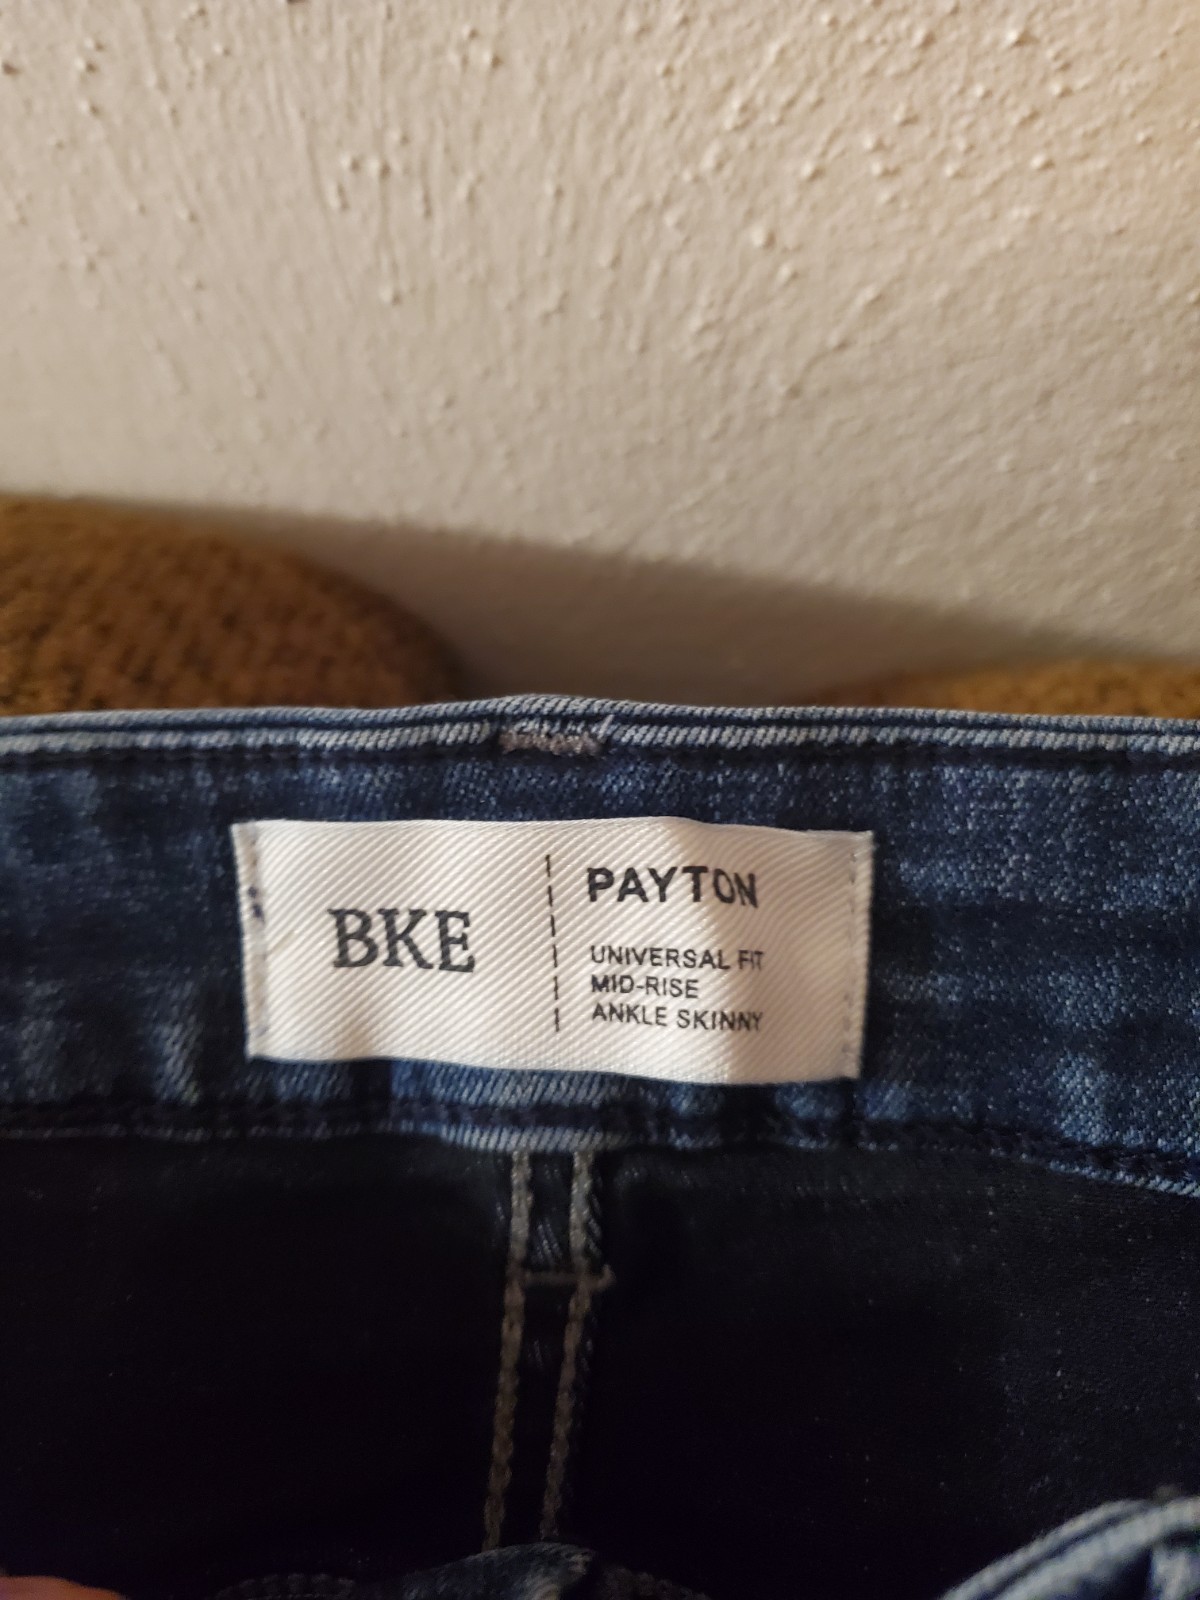 BKE
PAYTON
UNIVERSAL FIT
MID-RISE
ANKLE SKINNY